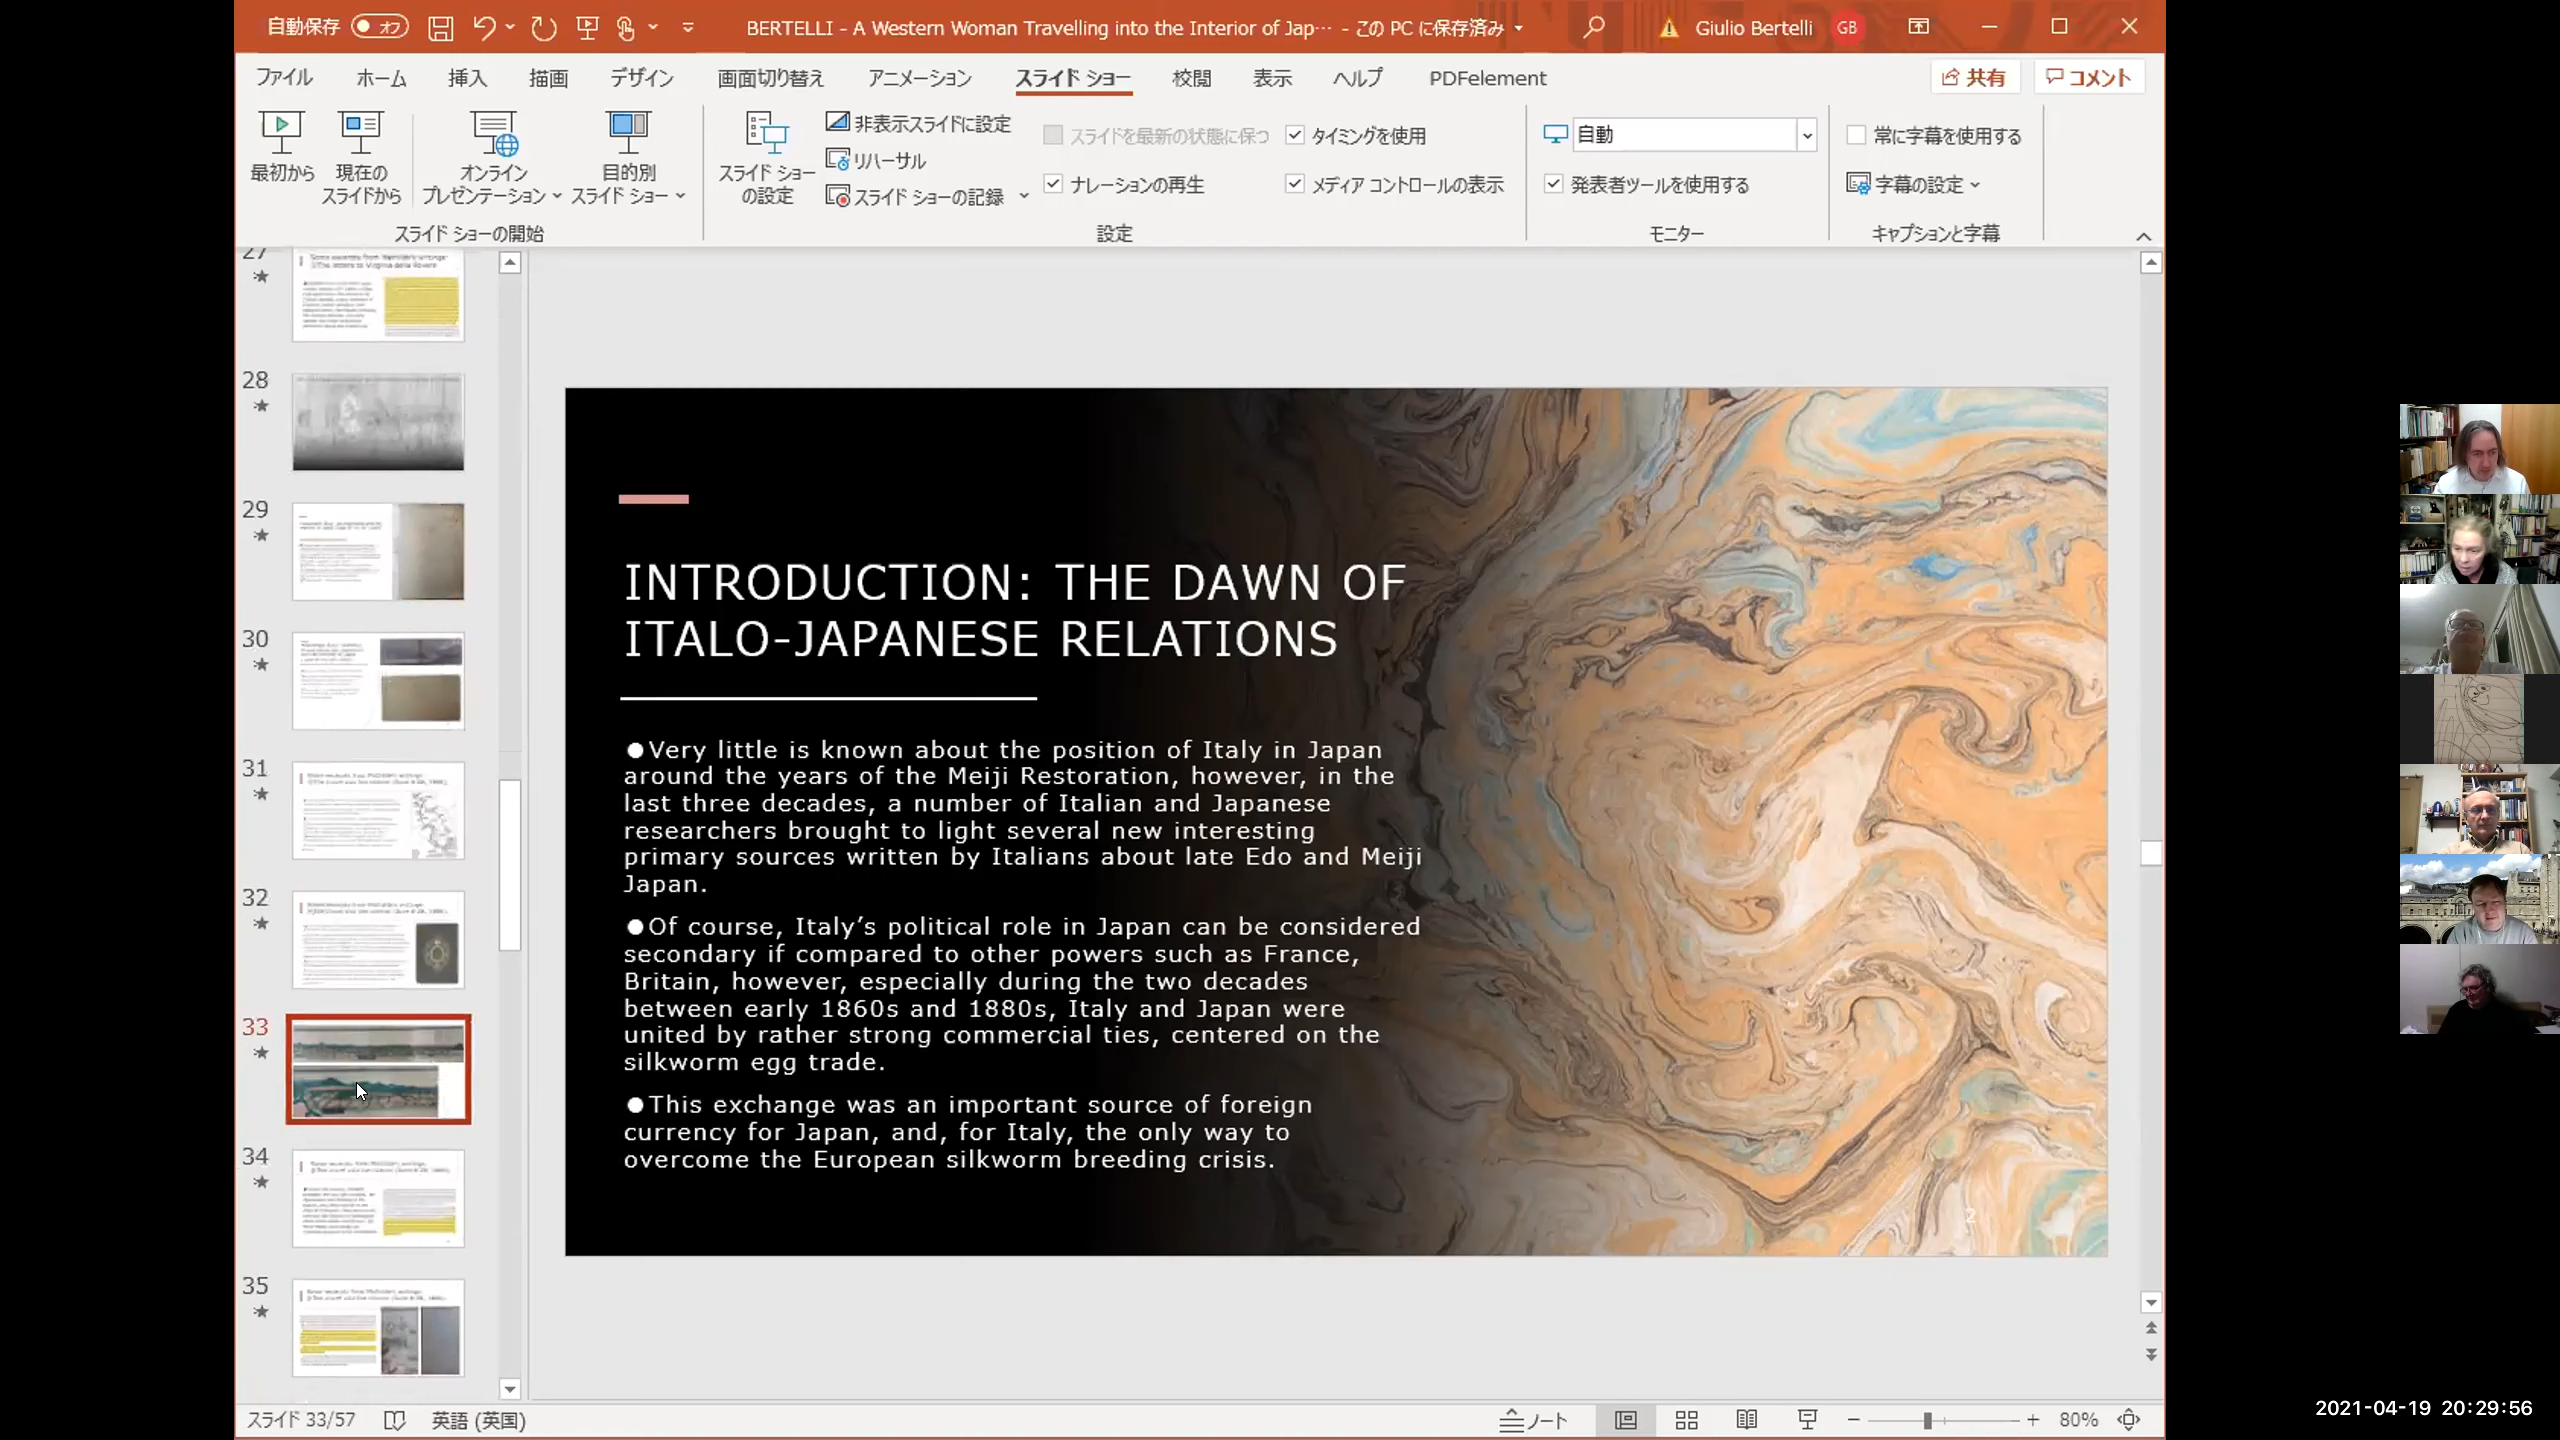 自動保存 オフ
BERTELLI - A Western Woman Travelling into the Interior of Jap… - この PC に保存済み
Giulio Bertelli GB
ファイル ホーム 挿入 描画 デザイン 画面切り替え アニメーション スライド ショー 校閲 表示 ヘルプ PDFelement 共有 コメント
最初から
現在の
スライドから
オンライン
プレゼンテーション
目的別
スライド ショー
スライド ショーの開始
スライド ショー
の設定
非表示スライドに設定
リハーサル
スライド ショーの記録
スライドを最新の状態に保つ
ナレーションの再生
タイミングを使用
メディア コントロールの表示
設定
自動
発表者ツールを使用する
モニター
常に字幕を使用する
字幕の設定
キャプションと字幕
27
28
29
30
31
32
33
34
35
INTRODUCTION: THE DAWN OF
ITALO-JAPANESE RELATIONS
●Very little is known about the position of Italy in Japan
around the years of the Meiji Restoration, however, in the
last three decades, a number of Italian and Japanese
researchers brought to light several new interesting
primary sources written by Italians about late Edo and Meiji
Japan.
●Of course, Italy's political role in Japan can be considered
secondary if compared to other powers such as France,
Britain, however, especially during the two decades
between early 1860s and 1880s, Italy and Japan were
united by rather strong commercial ties, centered on the
silkworm egg trade.
●This exchange was an important source of foreign
currency for Japan, and, for Italy, the only way to
overcome the European silkworm breeding crisis.
2
スライド 33/57 英語 (英国)
ノート
80%
2021-04-19 20:29:56